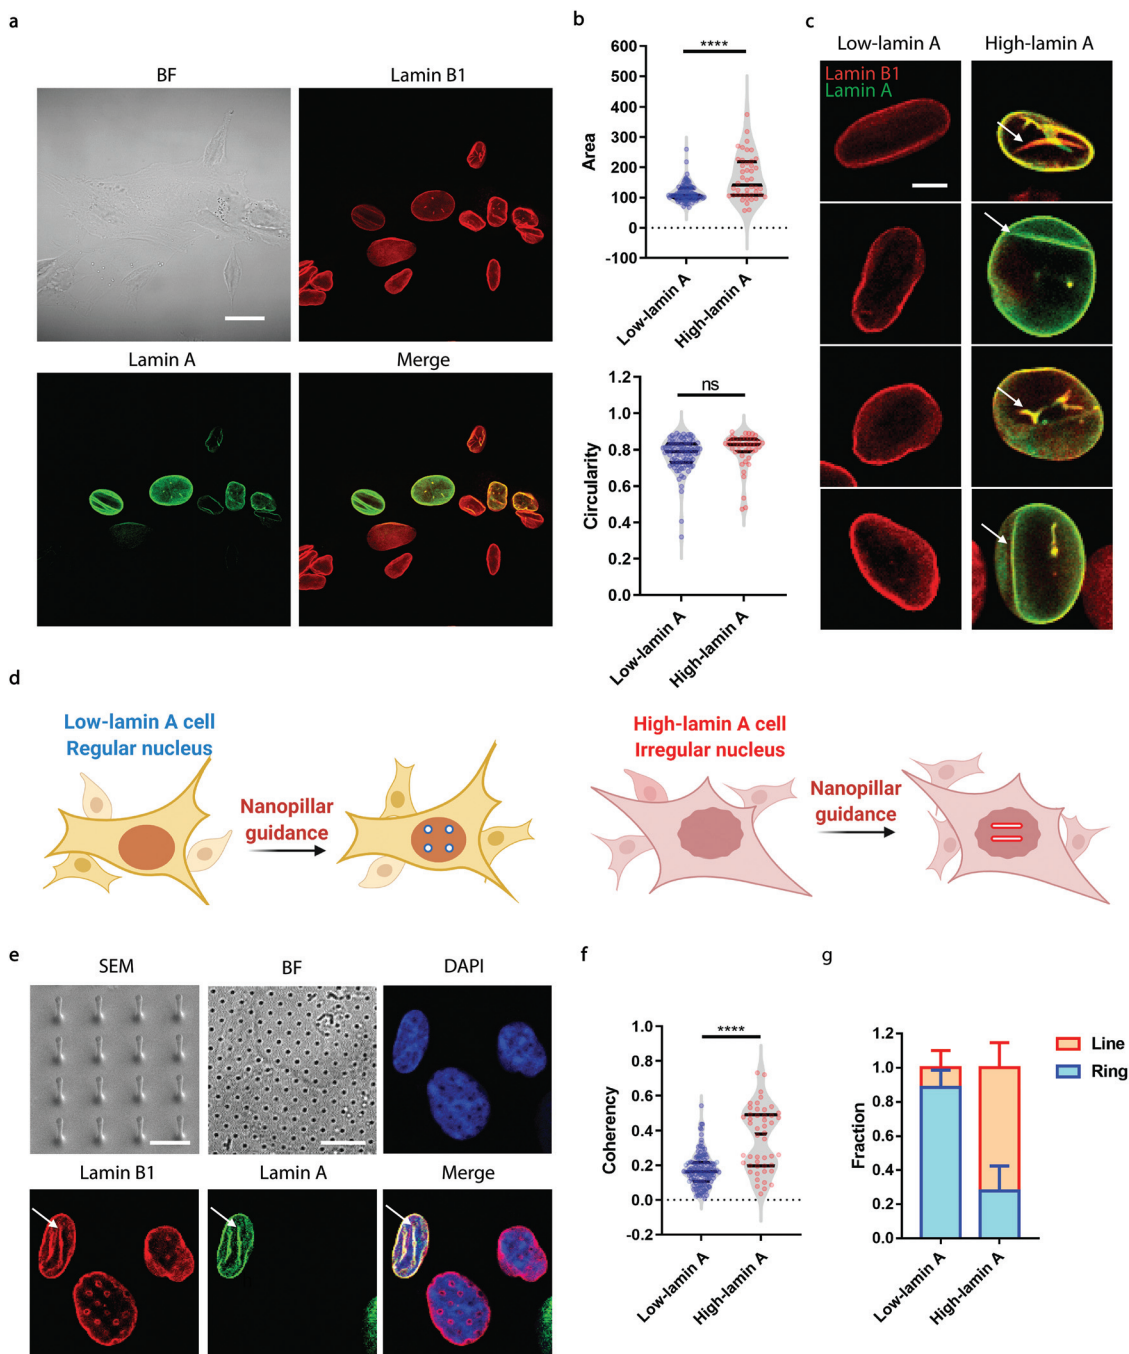 a
BF
Lamin B1
Lamin A
Merge
b
600
500
400
300
200
100
0
-100
Area
****
Low-lamin A
High-lamin A
1.2
1.0
0.8
0.6
0.4
0.2
0.0
Circularity
ns
Low-lamin A
High-lamin A
c
Low-lamin A
High-lamin A
Lamin B1
Lamin A
d
Low-lamin A cell
Regular nucleus
Nanopillar
guidance
High-lamin A cell
Irregular nucleus
Nanopillar
guidance
e
SEM
BF
DAPI
Lamin B1
Lamin A
Merge
f
1.0
0.8
0.6
0.4
0.2
0.0
-0.2
Coherency
****
Low-lamin A
High-lamin A
g
1.2
1.0
0.8
0.6
0.4
0.2
0.0
Fraction
Low-lamin A
High-lamin A
Line
Ring